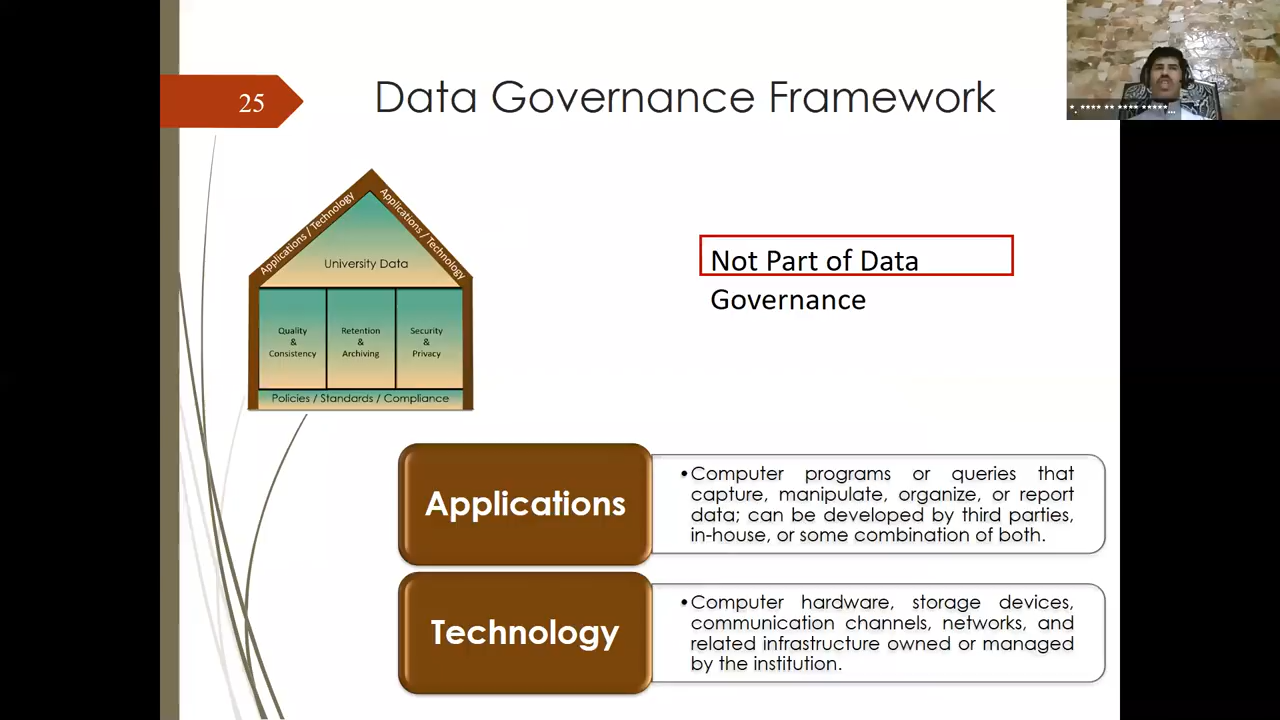 25
Data Governance Framework
Applications / Technology
Applications / Technology
University Data
Quality
&
Consistency
Retention
&
Archiving
Security
&
Privacy
Policies / Standards / Compliance
Not Part of Data
Governance
Applications
•Computer programs or queries that
capture, manipulate, organize, or report
data; can be developed by third parties,
in-house, or some combination of both.
Technology
•Computer hardware, storage devices,
communication channels, networks, and
related infrastructure owned or managed
by the institution.